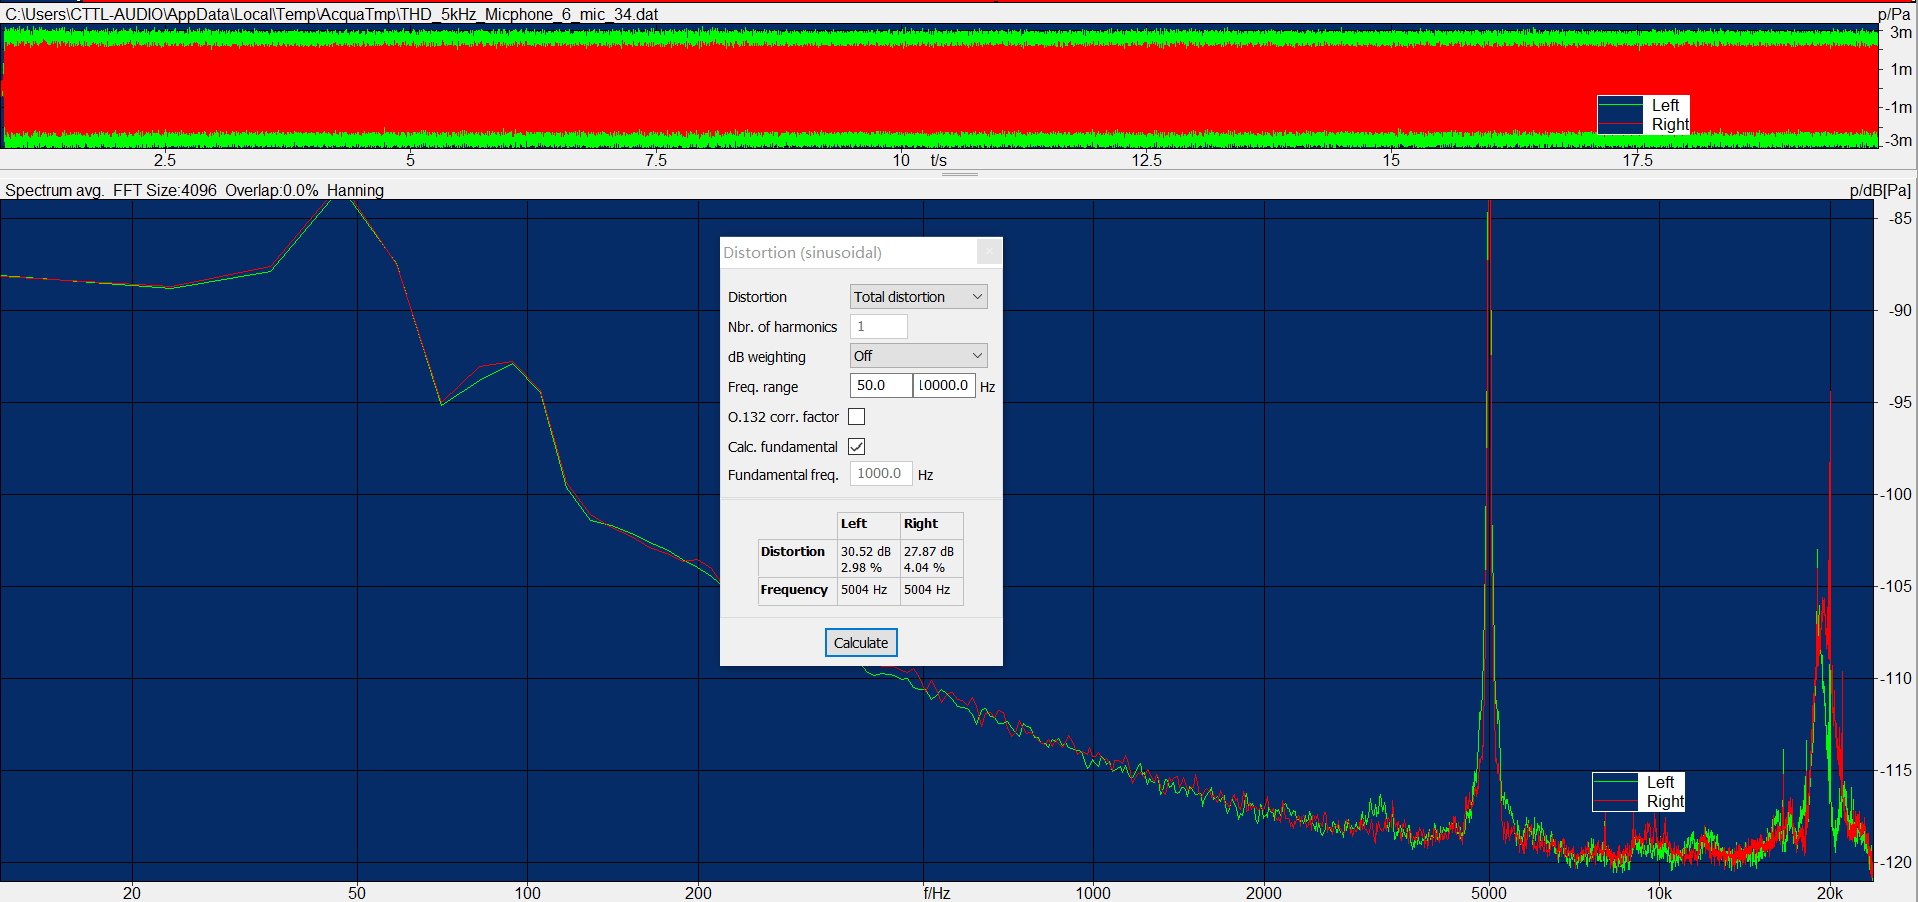 C:\Users\CTTL-AUDIO\AppData\Local\Temp\AcquaTmp\THD_5kHz_Micphone_6_mic_34.dat
p/Pa
3m
1m
-1m
-3m
Left
Right
2.5
5
7.5
10
t/s
12.5
15
17.5
Spectrum avg. FFT Size:4096 Overlap:0.0% Hanning
p/dB[Pa]
-85
-90
-95
-100
-105
-110
-115
-120
Distortion (sinusoidal)
Distortion Total distortion
Nbr. of harmonics 1
dB weighting Off
Freq. range 50.0 10000.0 Hz
O.132 corr. factor
Calc. fundamental
Fundamental freq. 1000.0 Hz
Left Right
Distortion 30.52 dB 27.87 dB
2.98 % 4.04 %
Frequency 5004 Hz 5004 Hz
Calculate
Left
Right
20
50
100
200
f/Hz
1000
2000
5000
10k
20k